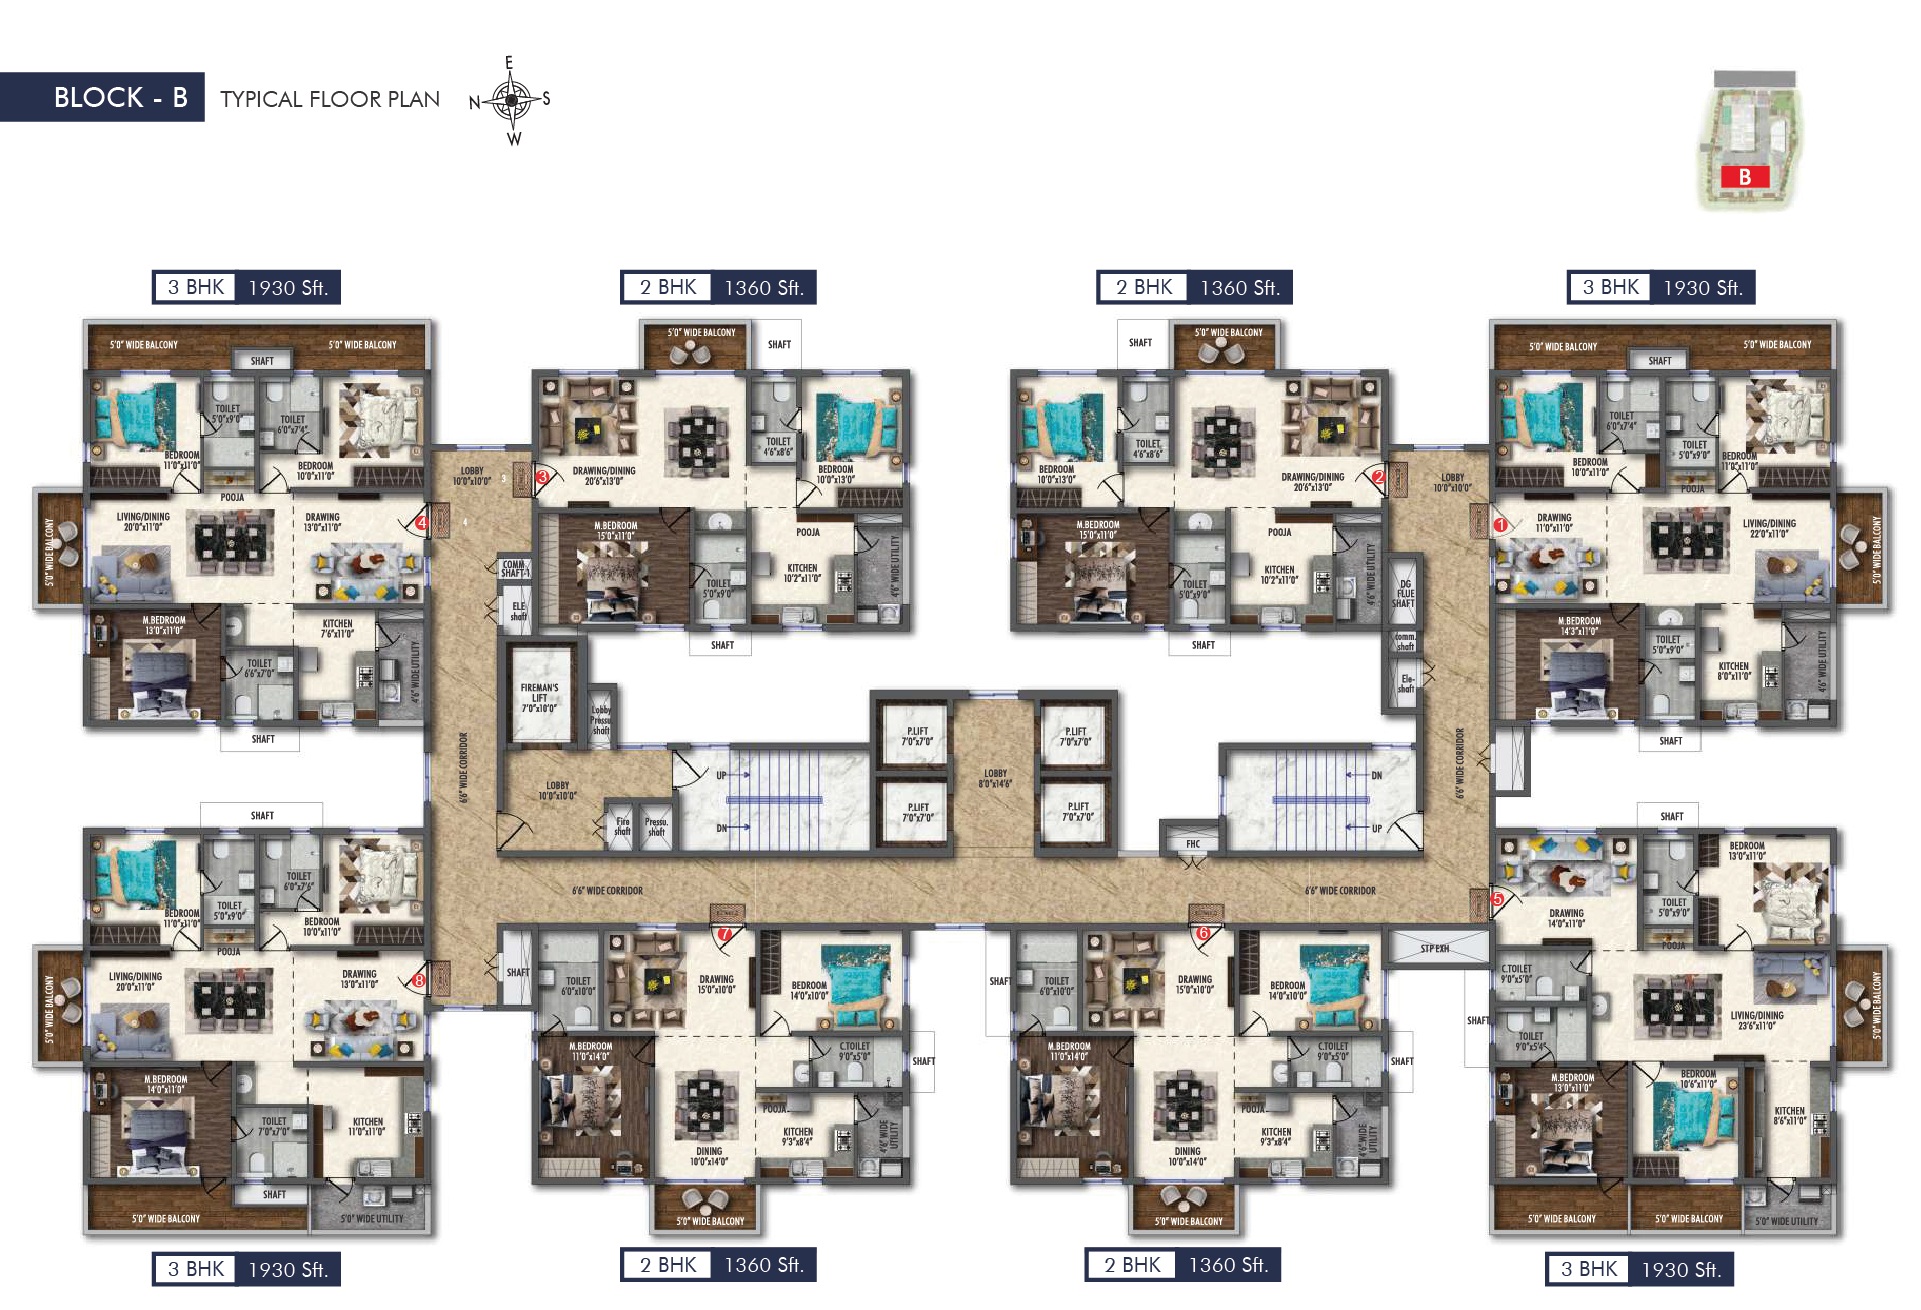 BLOCK - B
TYPICAL FLOOR PLAN
E
N
S
W
B
3 BHK 1930 Sft.
2 BHK 1360 Sft.
2 BHK 1360 Sft.
3 BHK 1930 Sft.
5'0" WIDE BALCONY
5'0" WIDE BALCONY
SHAFT
TOILET
5'0"x9'0"
TOILET
6'0"x7'4"
BEDROOM
11'0"x11'0"
BEDROOM
10'0"x11'0"
POOJA
5'0" WIDE BALCONY
LIVING/DINING
20'0"x11'0"
DRAWING
13'0"x11'0"
4
M.BEDROOM
13'0"x11'0"
TOILET
6'6"x7'0"
KITCHEN
7'6"x11'0"
4'6" WIDE UTILITY
SHAFT
LOBBY
10'0"x10'0"
3
4
5'0" WIDE BALCONY
SHAFT
3
DRAWING/DINING
20'6"x13'0"
TOILET
4'6"x8'6"
BEDROOM
10'0"x13'0"
M.BEDROOM
15'0"x11'0"
TOILET
5'0"x9'0"
POOJA
KITCHEN
10'2"x11'0"
4'6" WIDE UTILITY
SHAFT
COMM.
SHAFT-1
ELE-
shaft
FIREMAN'S
LIFT
7'0"x10'0"
Lobby
Pressu.
shaft
6'6" WIDE CORRIDOR
LOBBY
10'0"x10'0"
Fire
shaft
Pressu.
shaft
UP
DN
P.LIFT
7'0"x7'0"
P.LIFT
7'0"x7'0"
LOBBY
8'0"x14'6"
P.LIFT
7'0"x7'0"
P.LIFT
7'0"x7'0"
SHAFT
5'0" WIDE BALCONY
BEDROOM
10'0"x13'0"
TOILET
4'6"x8'6"
DRAWING/DINING
20'6"x13'0"
2
M.BEDROOM
15'0"x11'0"
TOILET
5'0"x9'0"
POOJA
KITCHEN
10'2"x11'0"
4'6" WIDE UTILITY
SHAFT
LOBBY
10'0"x10'0"
DG
FLUE
SHAFT
comm.
shaft
Ele-
shaft
6'6" WIDE CORRIDOR
DN
UP
FHC
5'0" WIDE BALCONY
5'0" WIDE BALCONY
SHAFT
TOILET
6'0"x7'4"
TOILET
5'0"x9'0"
BEDROOM
10'0"x11'0"
BEDROOM
11'0"x11'0"
POOJA
1
DRAWING
11'0"x11'0"
LIVING/DINING
22'0"x11'0"
5'0" WIDE BALCONY
M.BEDROOM
14'3"x11'0"
TOILET
5'0"x9'0"
KITCHEN
8'0"x11'0"
4'6" WIDE UTILITY
SHAFT
6'6" WIDE CORRIDOR
6'6" WIDE CORRIDOR
SHAFT
TOILET
5'0"x9'0"
TOILET
6'0"x7'6"
BEDROOM
11'0"x11'0"
BEDROOM
10'0"x11'0"
POOJA
5'0" WIDE BALCONY
LIVING/DINING
20'0"x11'0"
DRAWING
13'0"x11'0"
8
M.BEDROOM
14'0"x11'0"
TOILET
7'0"x7'0"
KITCHEN
11'0"x11'0"
SHAFT
5'0" WIDE BALCONY
5'0" WIDE UTILITY
SHAFT
TOILET
6'0"x10'0"
7
DRAWING
15'0"x10'0"
BEDROOM
14'0"x10'0"
M.BEDROOM
11'0"x14'0"
C.TOILET
9'0"x5'0"
SHAFT
POOJA
KITCHEN
9'3"x8'4"
4'6" WIDE
UTILITY
DINING
10'0"x14'0"
5'0" WIDE BALCONY
SHAFT
TOILET
6'0"x10'0"
6
DRAWING
15'0"x10'0"
BEDROOM
14'0"x10'0"
M.BEDROOM
11'0"x14'0"
C.TOILET
9'0"x5'0"
SHAFT
POOJA
KITCHEN
9'3"x8'4"
4'6" WIDE
UTILITY
DINING
10'0"x14'0"
5'0" WIDE BALCONY
STP EXH
SHAFT
5
DRAWING
14'0"x11'0"
TOILET
5'0"x9'0"
BEDROOM
13'0"x11'0"
POOJA
C.TOILET
9'0"x5'0"
SHAFT
TOILET
9'0"x5'4"
LIVING/DINING
23'6"x11'0"
5'0" WIDE BALCONY
M.BEDROOM
13'0"x11'0"
BEDROOM
10'6"x11'0"
KITCHEN
8'6"x11'0"
5'0" WIDE BALCONY
5'0" WIDE BALCONY
5'0" WIDE UTILITY
3 BHK 1930 Sft.
2 BHK 1360 Sft.
2 BHK 1360 Sft.
3 BHK 1930 Sft.